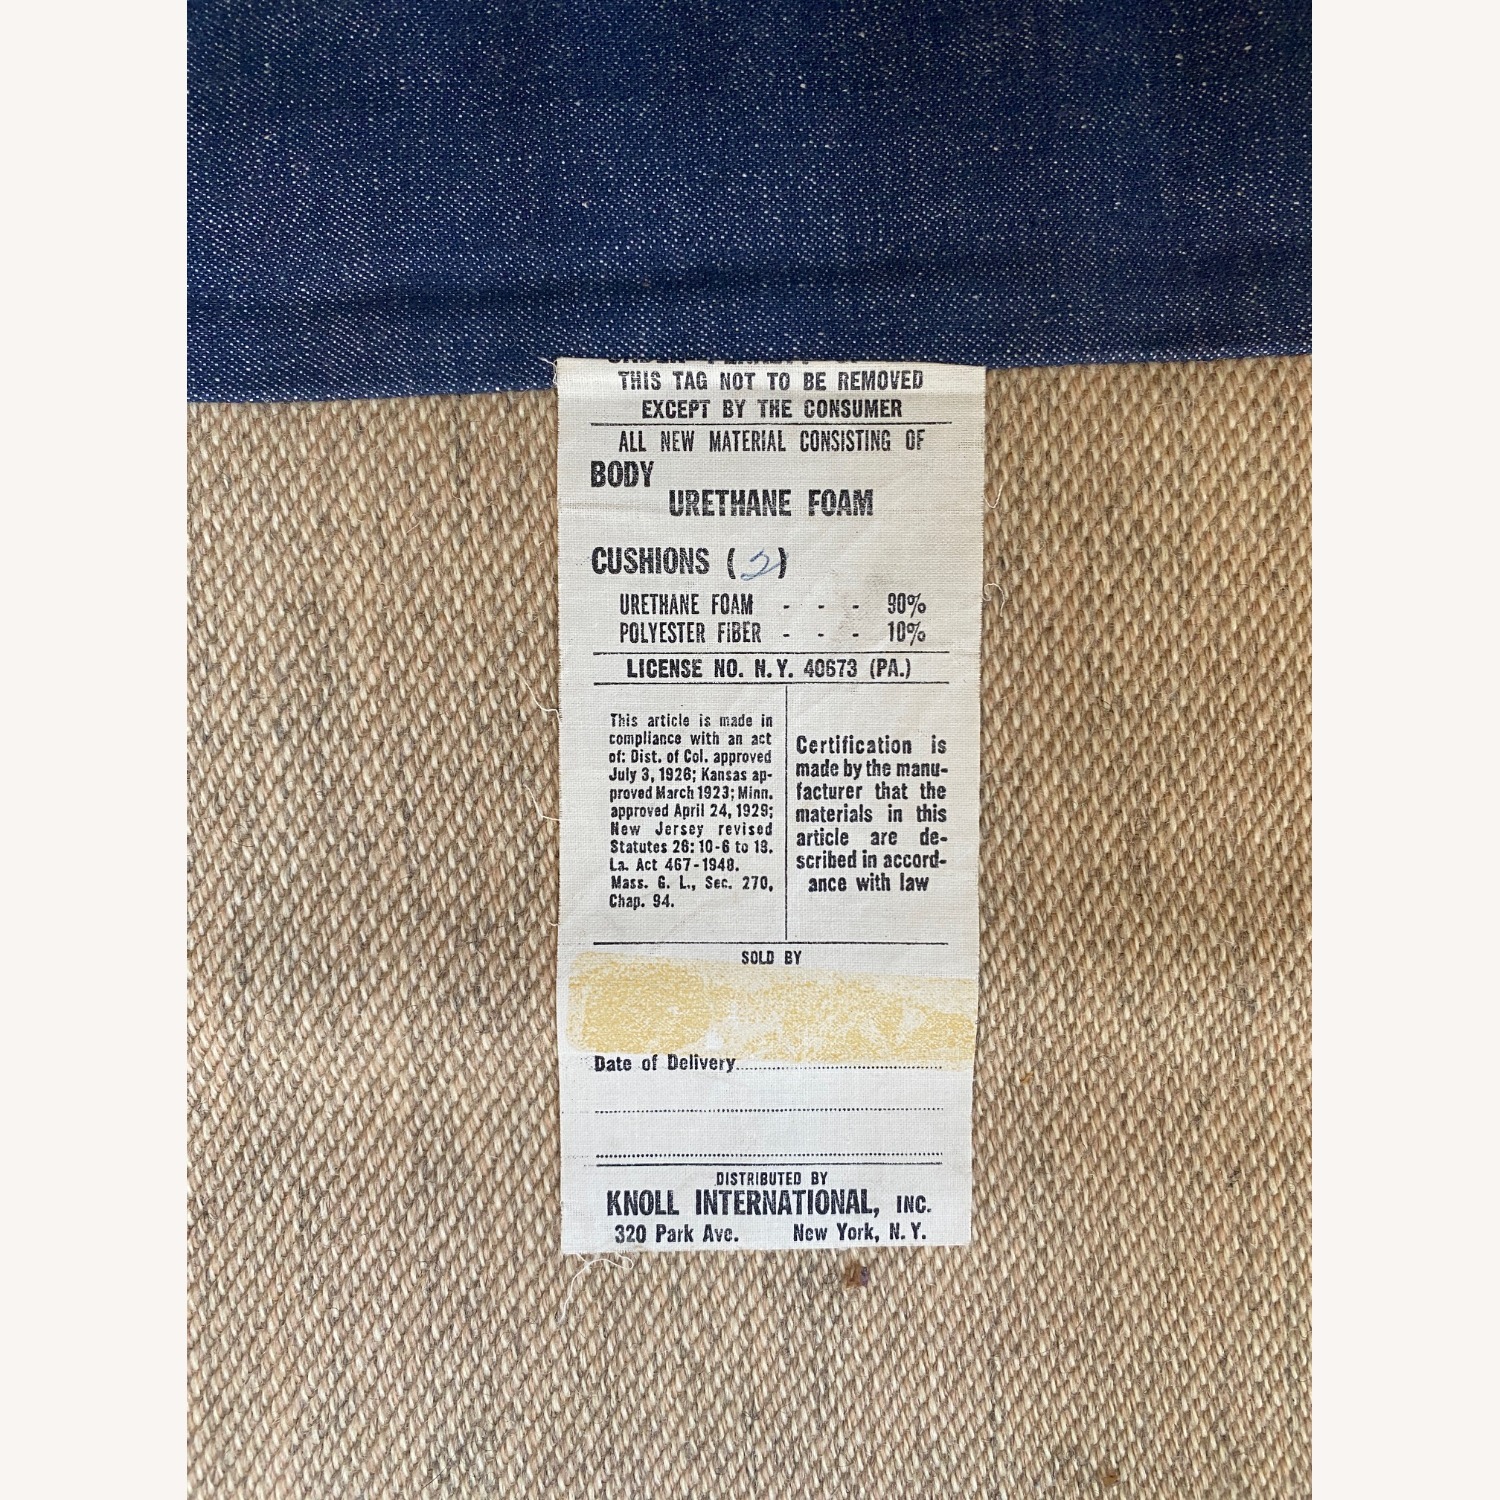 UNDER PENALTY OF
THIS TAG NOT TO BE REMOVED
EXCEPT BY THE CONSUMER
ALL NEW MATERIAL CONSISTING OF
BODY
URETHANE FOAM
CUSHIONS (2)
URETHANE FOAM - - - 90%
POLYESTER FIBER - - - 10%
LICENSE NO. N.Y. 40673 (PA.)
This article is made in
compliance with an act
of: Dist. of Col. approved
July 3, 1926; Kansas ap-
proved March 1923; Minn.
approved April 24, 1929;
New Jersey revised
Statutes 26: 10-6 to 18.
La. Act 467-1948.
Mass. G. L., Sec. 270,
Chap. 94.
Certification is
made by the manu-
facturer that the
materials in this
article are de-
scribed in accord-
ance with law
SOLD BY
Date of Delivery
DISTRIBUTED BY
KNOLL INTERNATIONAL, INC.
320 Park Ave. New York, N.Y.